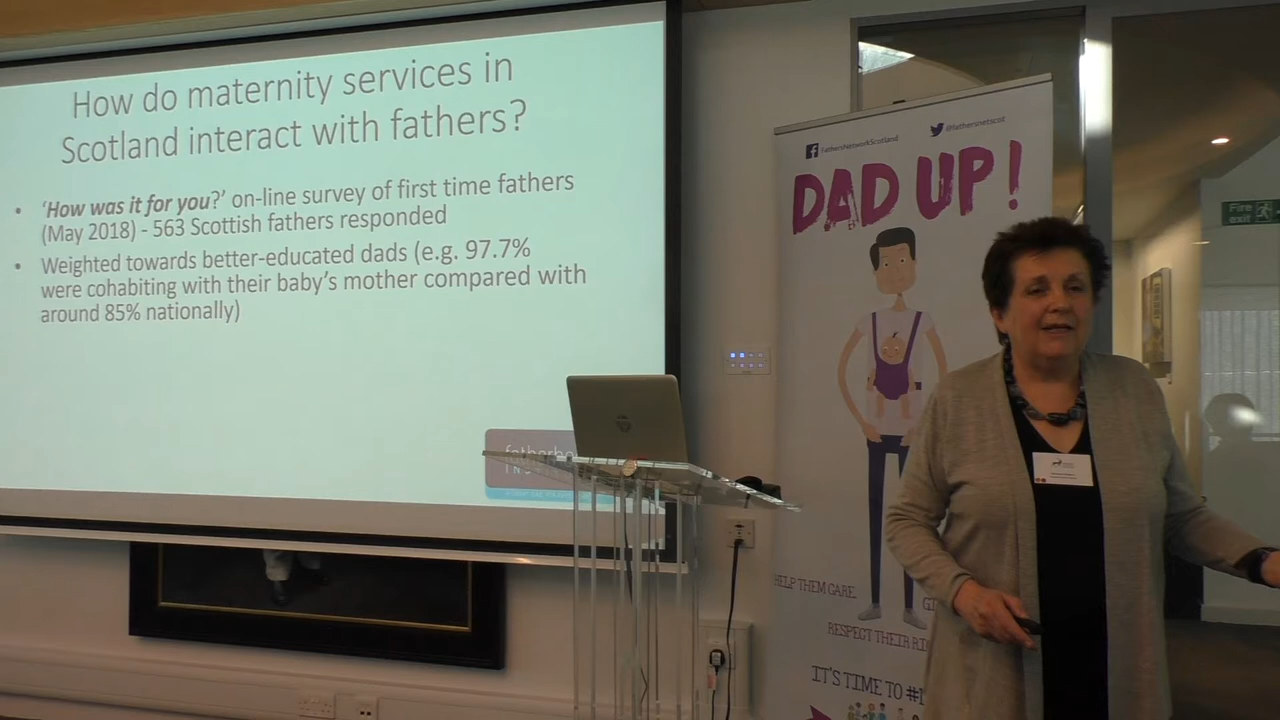 How do maternity services in
Scotland interact with fathers?
• 'How was it for you?' on-line survey of first time fathers
(May 2018) - 563 Scottish fathers responded
• Weighted towards better-educated dads (e.g. 97.7%
were cohabiting with their baby's mother compared with
around 85% nationally)
FathersNetworkScotland
@fathersnetscot
DAD UP!
HELP THEM CARE.
RESPECT THEIR
IT'S TIME TO
Fire
exit